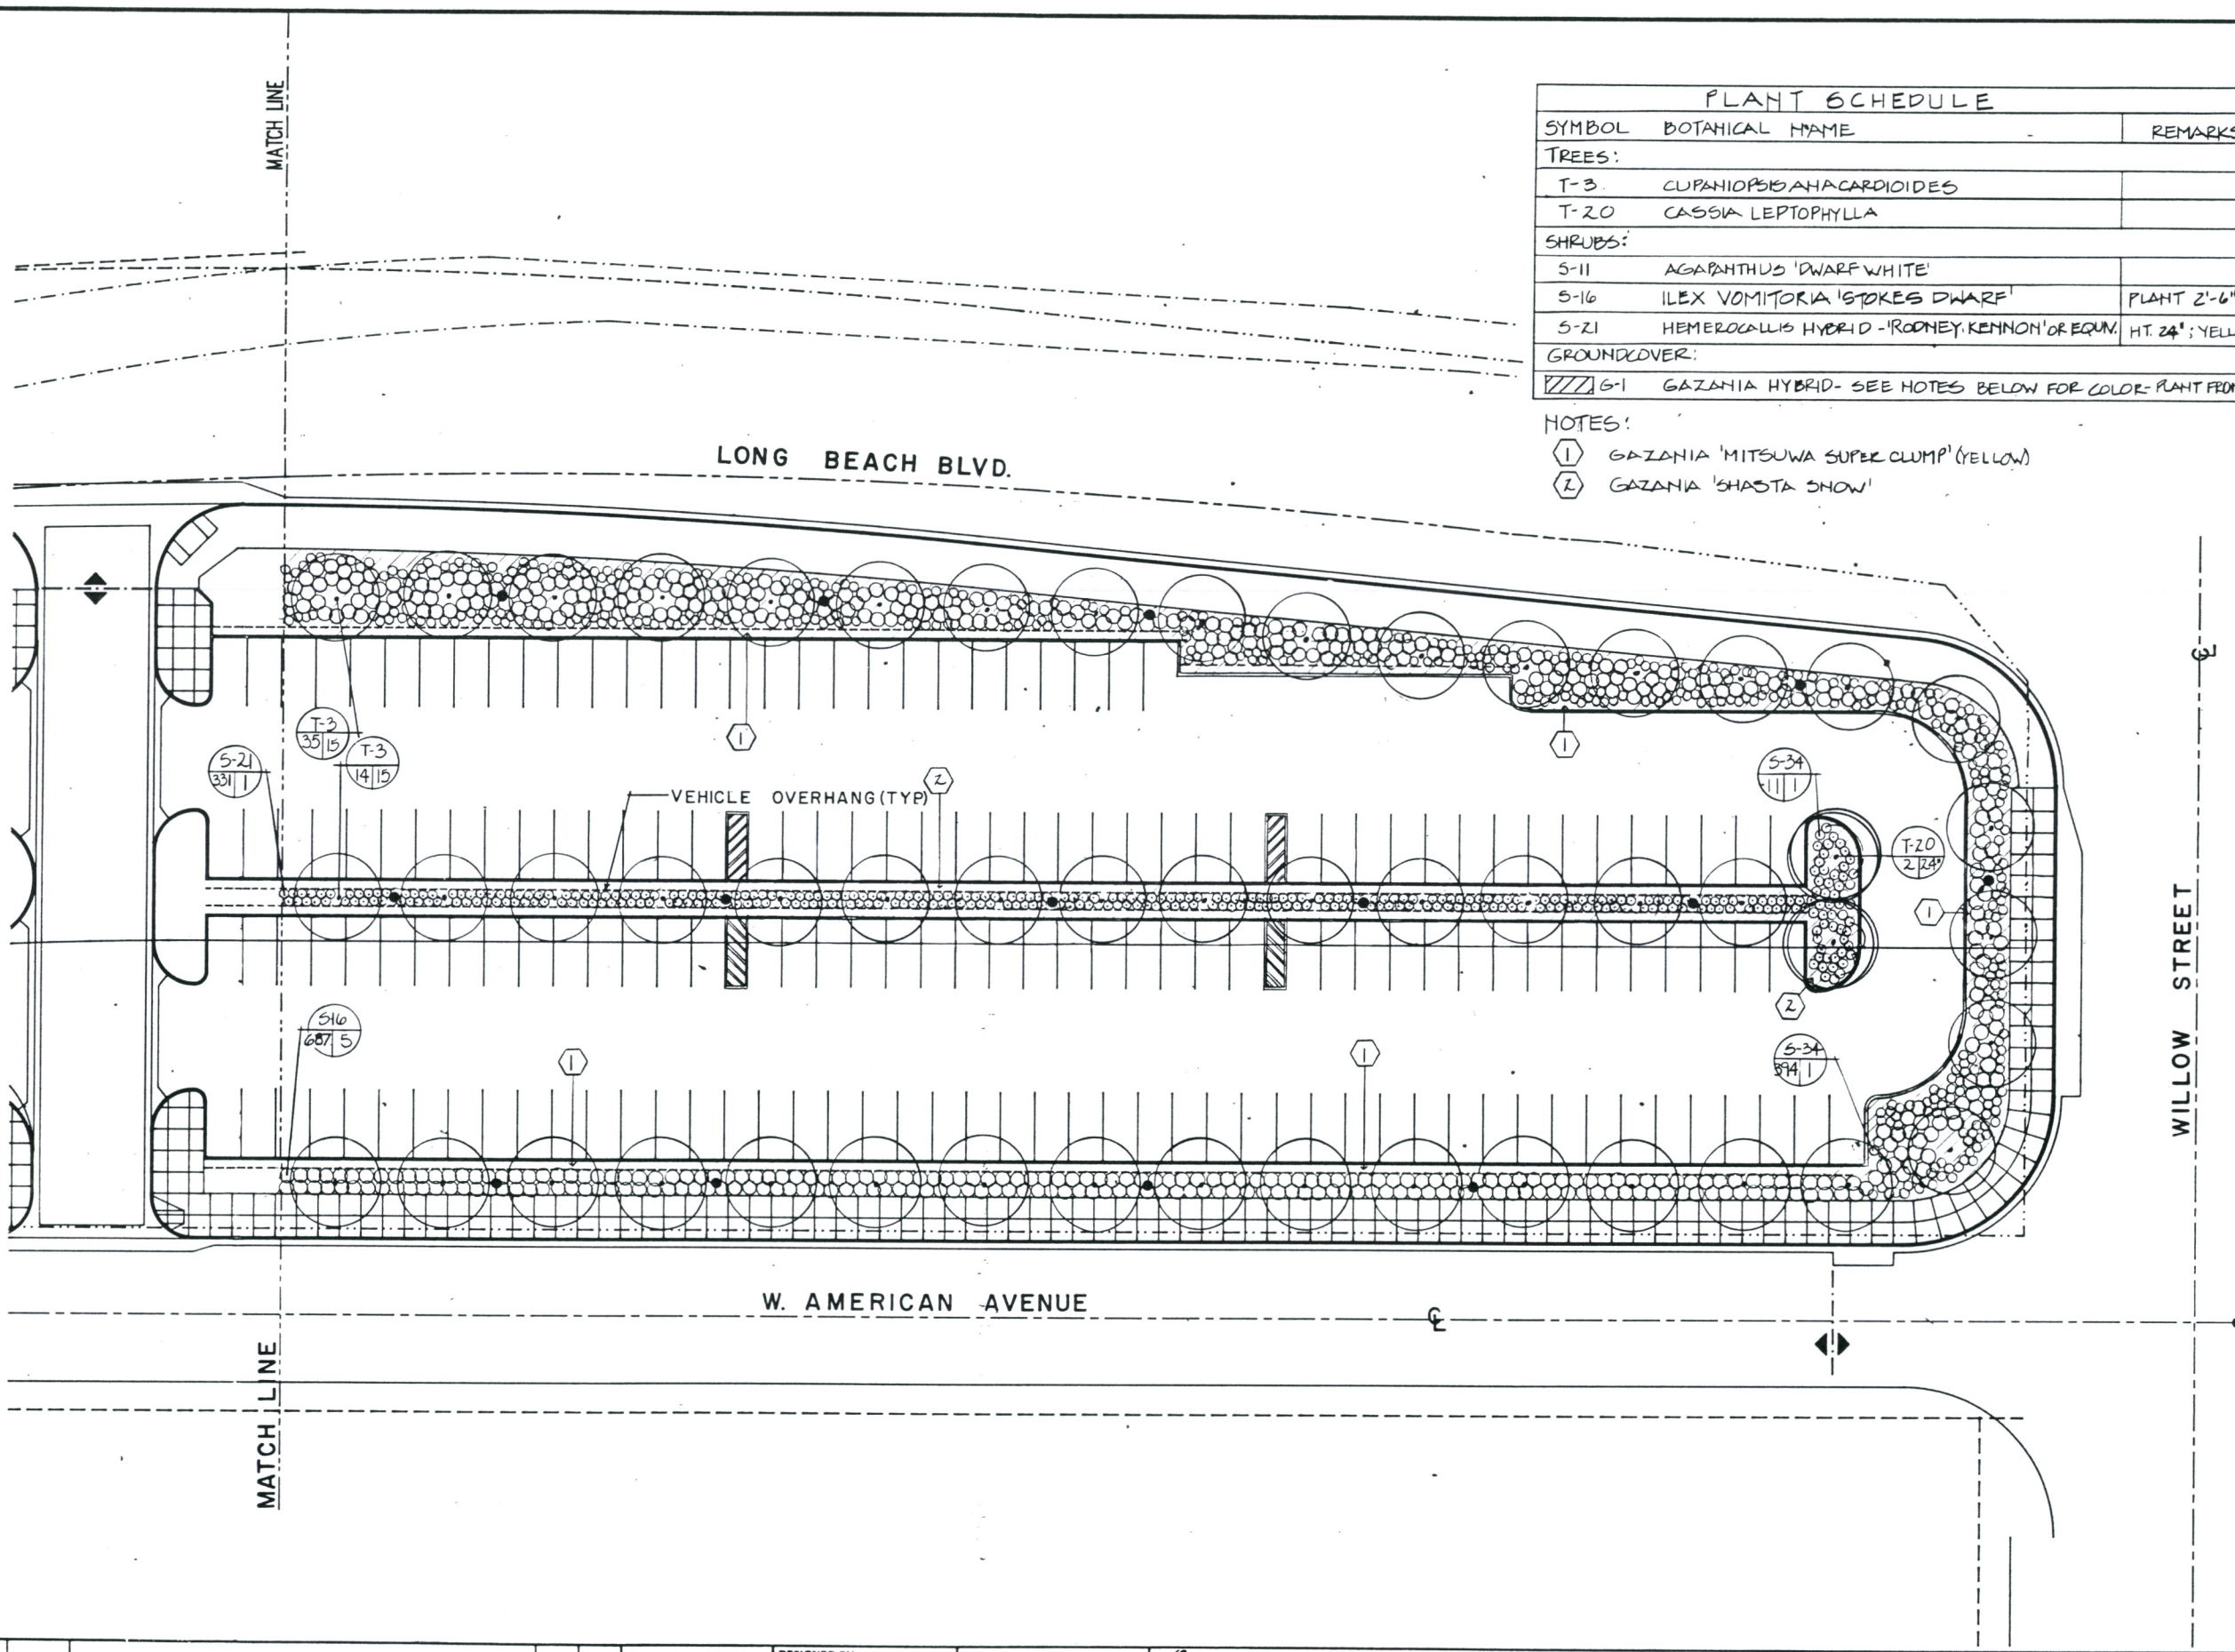 MATCH LINE
PLANT SCHEDULE
SYMBOL BOTANICAL NAME REMARKS
TREES:
T-3 CUPANIOPSIS ANACARDIOIDES
T-20 CASSIA LEPTOPHYLLA
SHRUBS:
S-11 AGAPANTHUS 'DWARF WHITE'
S-16 ILEX VOMITORIA 'STOKES DWARF' PLANT 2'-6"
S-21 HEMEROCALLIS HYBRID - 'RODNEY KENNON' OR EQUIV. HT. 24"; YELL
GROUNDCOVER:
G-1 GAZANIA HYBRID - SEE NOTES BELOW FOR COLOR - PLANT FROM
NOTES:
1 GAZANIA 'MITSUWA SUPER CLUMP' (YELLOW)
2 GAZANIA 'SHASTA SNOW'
LONG BEACH BLVD.
T-3
35 15
T-3
14 15
S-21
331 1
1
1
2
VEHICLE OVERHANG (TYP)
S-34
11 1
T-20
2 24"
1
2
S-16
687 5
1
1
S-34
394 1
WILLOW STREET
W. AMERICAN AVENUE
MATCH LINE